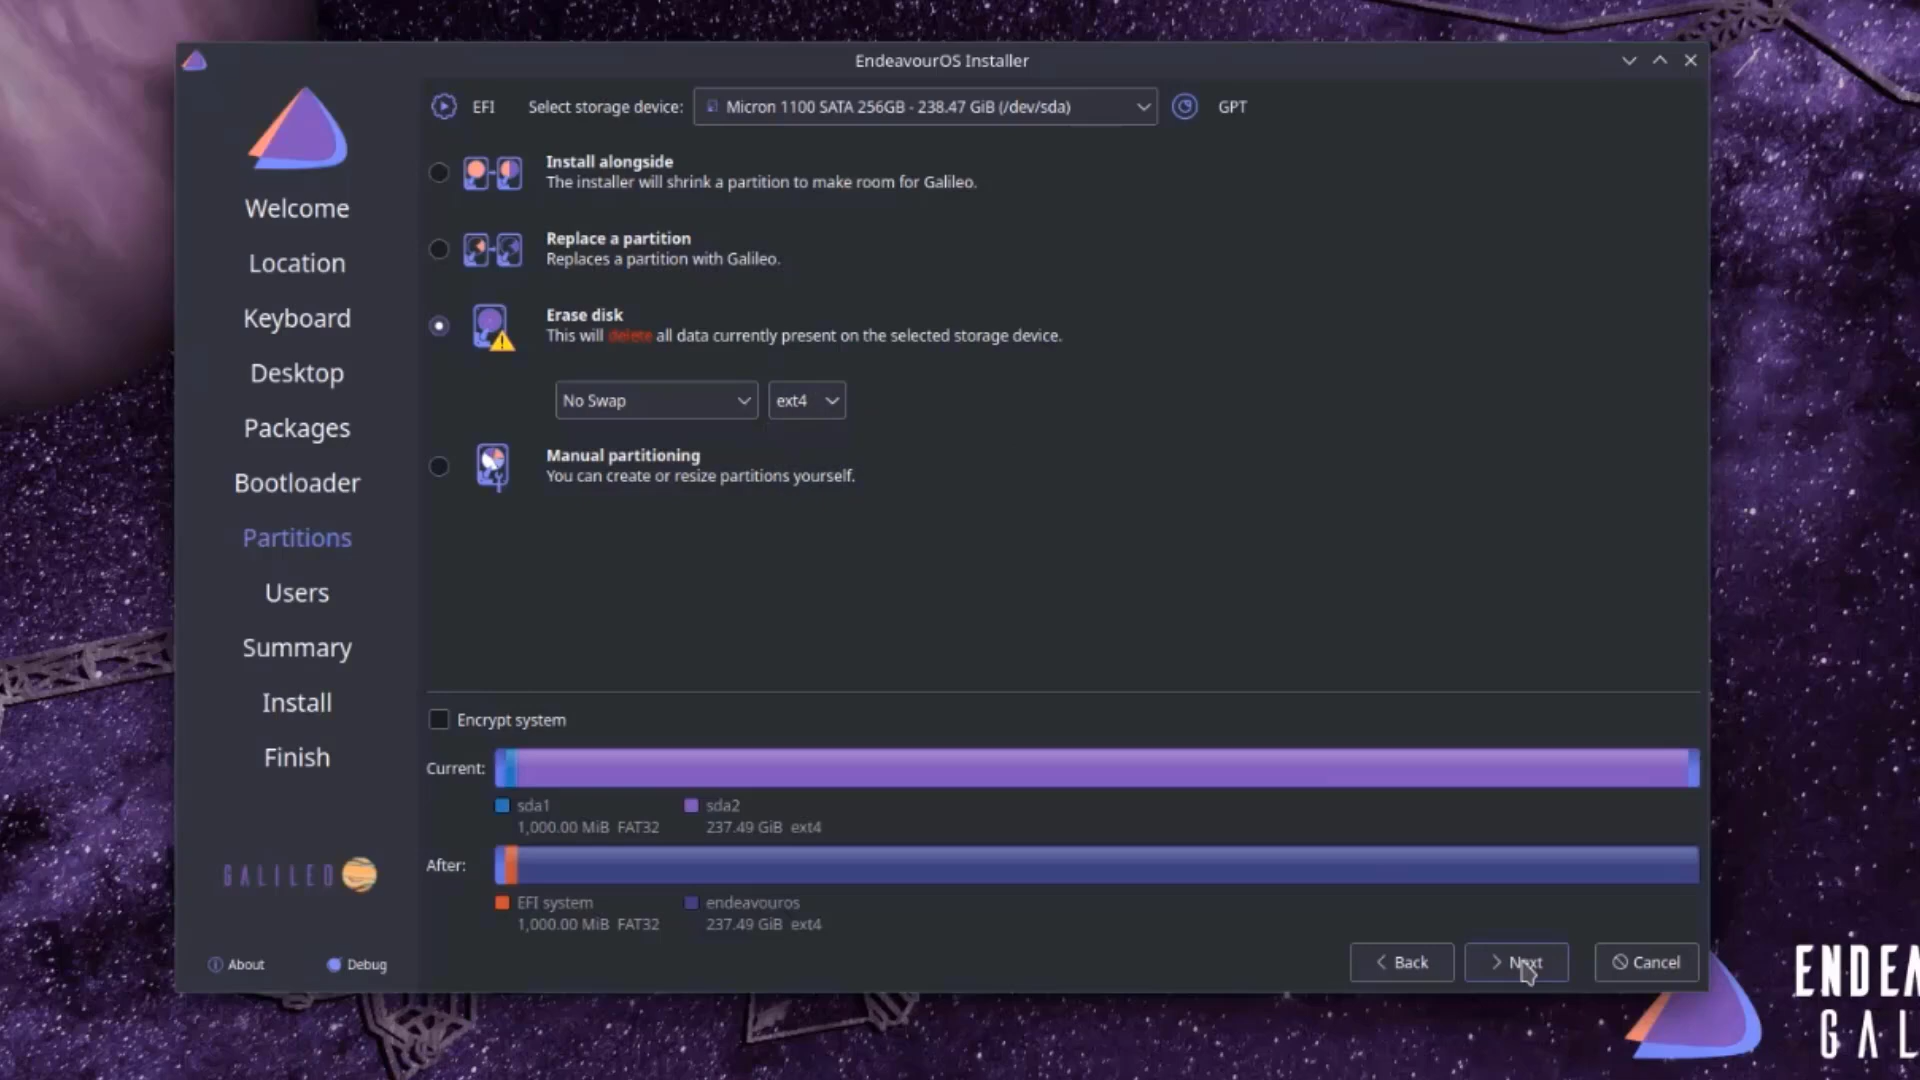 EndeavourOS Installer
EFI Select storage device: Micron 1100 SATA 256GB - 238.47 GiB (/dev/sda) GPT
Install alongside
The installer will shrink a partition to make room for Galileo.
Replace a partition
Replaces a partition with Galileo.
Erase disk
This will delete all data currently present on the selected storage device.
No Swap ext4
Manual partitioning
You can create or resize partitions yourself.
Welcome
Location
Keyboard
Desktop
Packages
Bootloader
Partitions
Users
Summary
Install
Finish
GALILEO
About Debug
Encrypt system
Current:
sda1 sda2
1,000.00 MiB FAT32 237.49 GiB ext4
After:
EFI system endeavouros
1,000.00 MiB FAT32 237.49 GiB ext4
Back Next Cancel
ENDEA
GAL